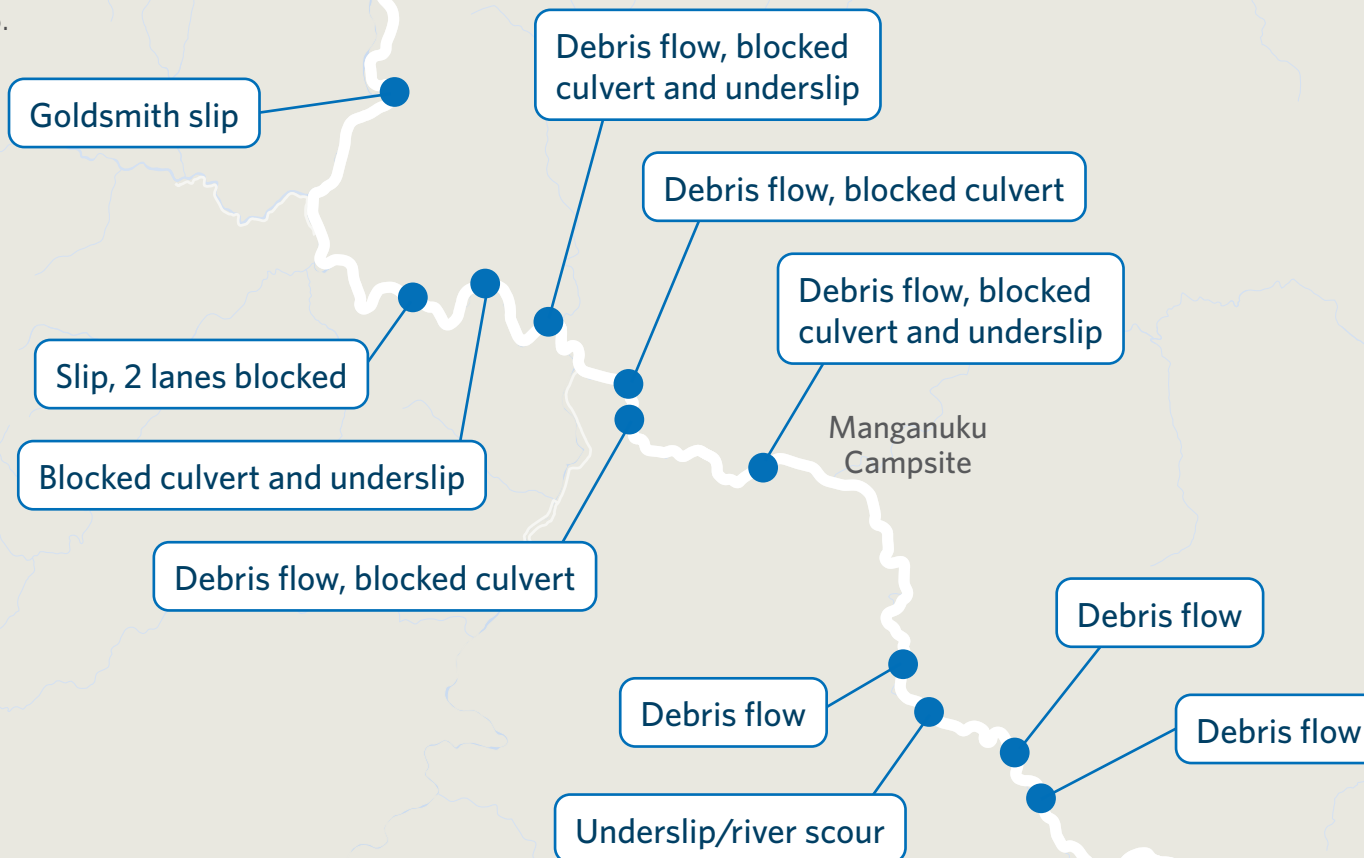 Debris flow, blocked
culvert and underslip
Goldsmith slip
Debris flow, blocked culvert
Debris flow, blocked
culvert and underslip
Slip, 2 lanes blocked
Manganuku
Campsite
Blocked culvert and underslip
Debris flow, blocked culvert
Debris flow
Debris flow
Debris flow
Underslip/river scour